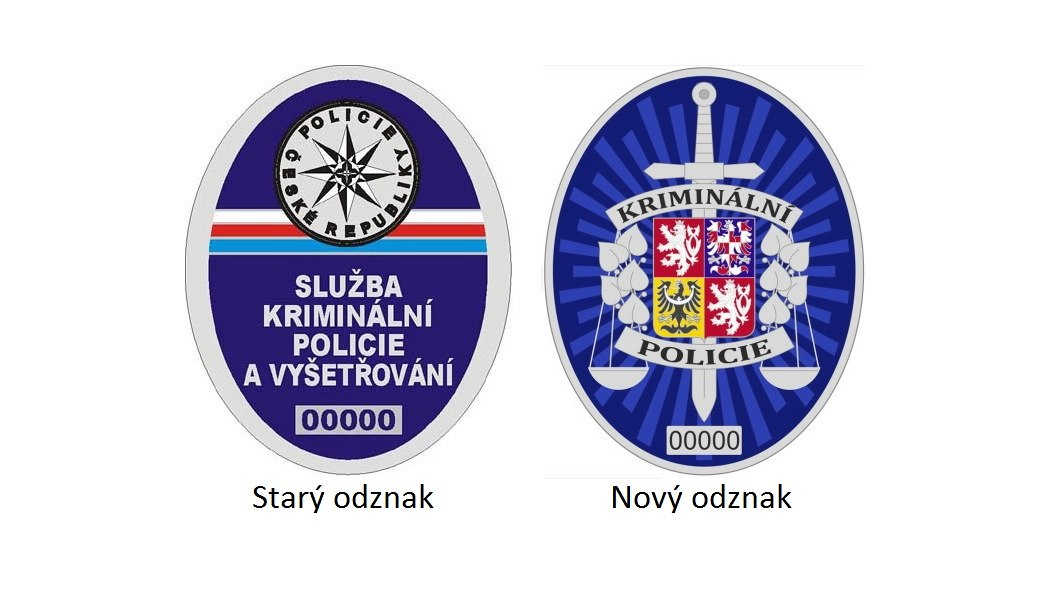 POLICIE
ČESKÉ REPUBLIKY
SLUŽBA
KRIMINÁLNÍ
POLICIE
A VYŠETŘOVÁNÍ
00000
Starý odznak
KRIMINÁLNÍ
POLICIE
00000
Nový odznak